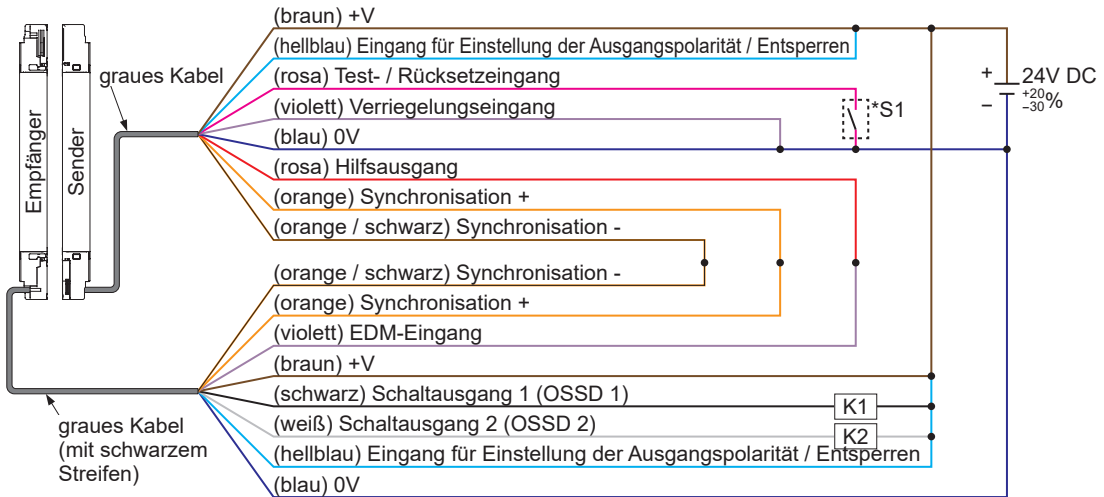 (braun) +V
(hellblau) Eingang für Einstellung der Ausgangspolarität / Entsperren
(rosa) Test- / Rücksetzeingang
(violett) Verriegelungseingang
(blau) 0V
(rosa) Hilfsausgang
(orange) Synchronisation +
(orange / schwarz) Synchronisation -
(orange / schwarz) Synchronisation -
(orange) Synchronisation +
(violett) EDM-Eingang
(braun) +V
(schwarz) Schaltausgang 1 (OSSD 1)
(weiß) Schaltausgang 2 (OSSD 2)
(hellblau) Eingang für Einstellung der Ausgangspolarität / Entsperren
(blau) 0V
Empfänger
Sender
graues Kabel
graues Kabel
(mit schwarzem
Streifen)
*S1
+
−
24V DC
+20
−30%
K1
K2